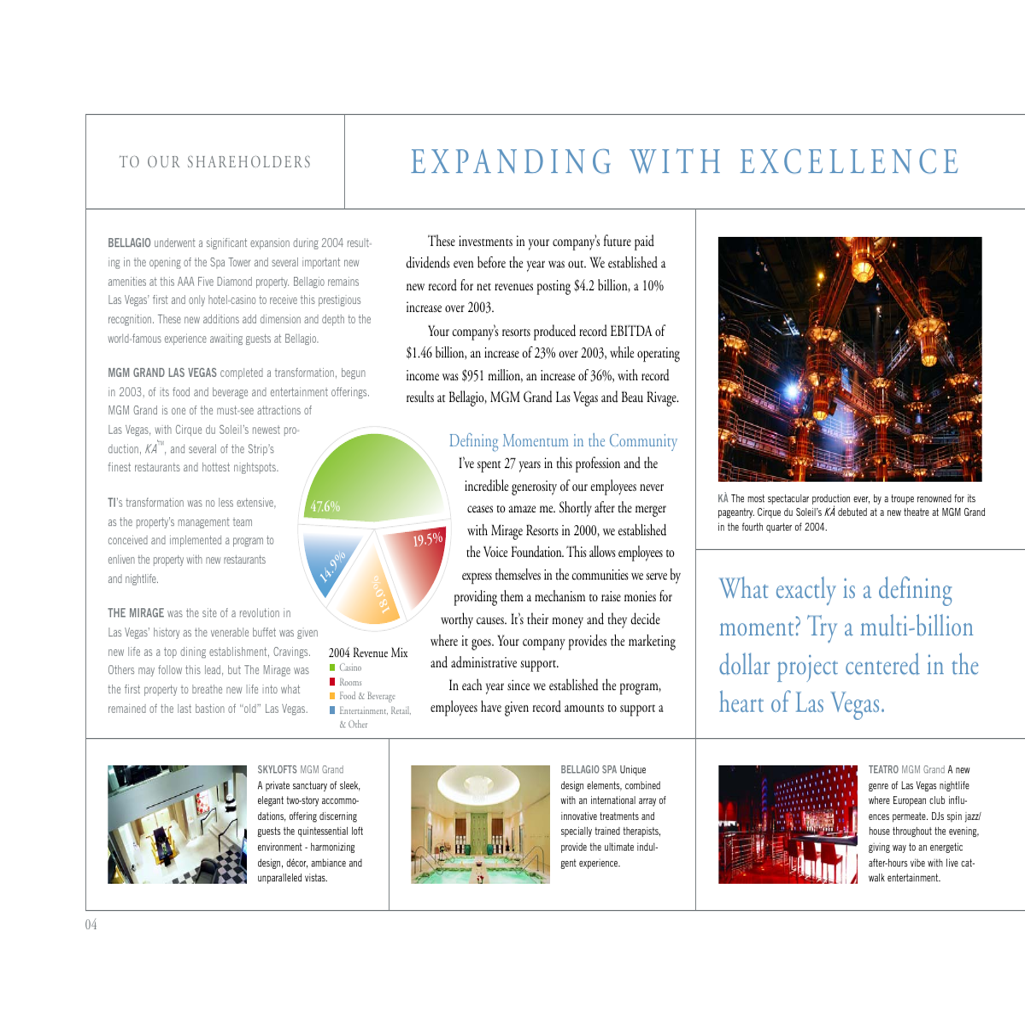 TO OUR SHAREHOLDERS
EXPANDING WITH EXCELLENCE
BELLAGIO underwent a significant expansion during 2004 result-
ing in the opening of the Spa Tower and several important new
amenities at this AAA Five Diamond property. Bellagio remains
Las Vegas' first and only hotel-casino to receive this prestigious
recognition. These new additions add dimension and depth to the
world-famous experience awaiting guests at Bellagio.
MGM GRAND LAS VEGAS completed a transformation, begun
in 2003, of its food and beverage and entertainment offerings.
MGM Grand is one of the must-see attractions of
Las Vegas, with Cirque du Soleil's newest pro-
duction, KÀ™, and several of the Strip's
finest restaurants and hottest nightspots.
TI's transformation was no less extensive,
as the property's management team
conceived and implemented a program to
enliven the property with new restaurants
and nightlife.
THE MIRAGE was the site of a revolution in
Las Vegas' history as the venerable buffet was given
new life as a top dining establishment, Cravings.
Others may follow this lead, but The Mirage was
the first property to breathe new life into what
remained of the last bastion of “old” Las Vegas.
47.6%
19.5%
14.9%
18.0%
2004 Revenue Mix
Casino
Rooms
Food & Beverage
Entertainment, Retail,
& Other
These investments in your company's future paid
dividends even before the year was out. We established a
new record for net revenues posting $4.2 billion, a 10%
increase over 2003.
Your company's resorts produced record EBITDA of
$1.46 billion, an increase of 23% over 2003, while operating
income was $951 million, an increase of 36%, with record
results at Bellagio, MGM Grand Las Vegas and Beau Rivage.
Defining Momentum in the Community
I've spent 27 years in this profession and the
incredible generosity of our employees never
ceases to amaze me. Shortly after the merger
with Mirage Resorts in 2000, we established
the Voice Foundation. This allows employees to
express themselves in the communities we serve by
providing them a mechanism to raise monies for
worthy causes. It's their money and they decide
where it goes. Your company provides the marketing
and administrative support.
In each year since we established the program,
employees have given record amounts to support a
KÀ The most spectacular production ever, by a troupe renowned for its
pageantry. Cirque du Soleil's KÀ debuted at a new theatre at MGM Grand
in the fourth quarter of 2004.
What exactly is a defining
moment? Try a multi-billion
dollar project centered in the
heart of Las Vegas.
SKYLOFTS MGM Grand
A private sanctuary of sleek,
elegant two-story accommo-
dations, offering discerning
guests the quintessential loft
environment - harmonizing
design, décor, ambiance and
unparalleled vistas.
BELLAGIO SPA Unique
design elements, combined
with an international array of
innovative treatments and
specially trained therapists,
provide the ultimate indul-
gent experience.
TEATRO MGM Grand A new
genre of Las Vegas nightlife
where European club influ-
ences permeate. DJs spin jazz/
house throughout the evening,
giving way to an energetic
after-hours vibe with live cat-
walk entertainment.
04